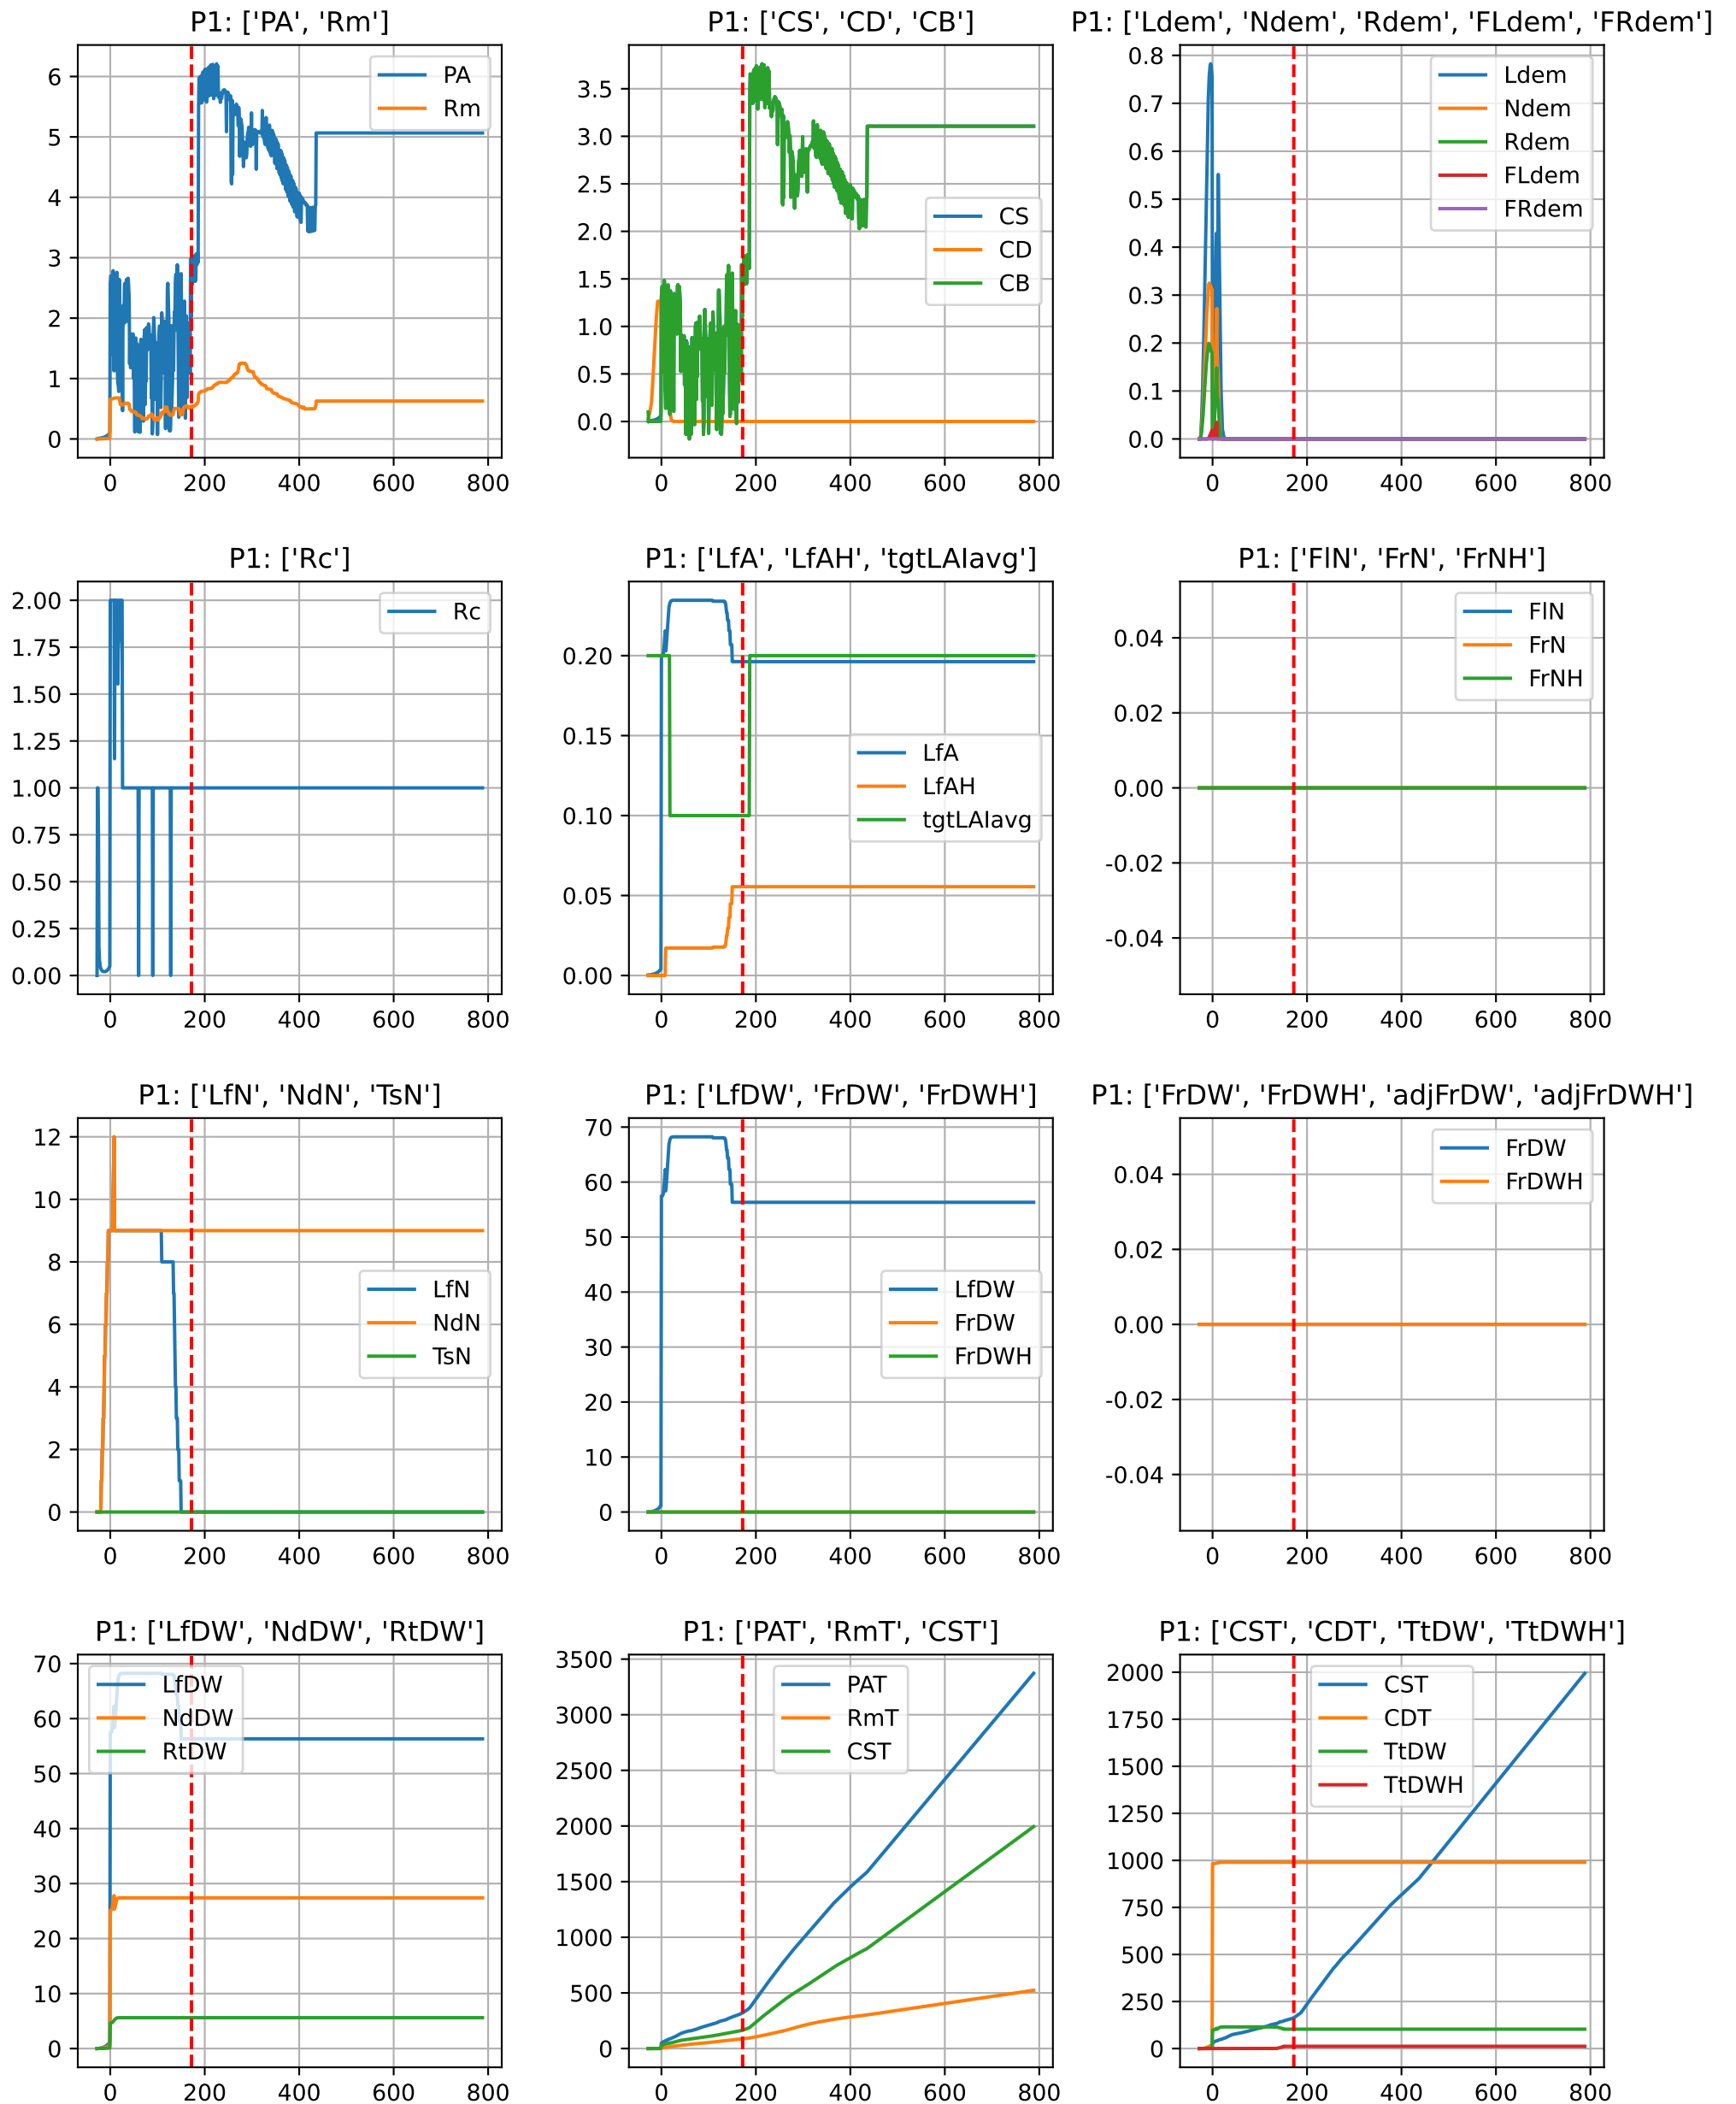 P1: ['PA', 'Rm']
6
5
4
3
2
1
0
0 200 400 600 800
PA
Rm
P1: ['CS', 'CD', 'CB']
3.5
3.0
2.5
2.0
1.5
1.0
0.5
0.0
0 200 400 600 800
CS
CD
CB
P1: ['Ldem', 'Ndem', 'Rdem', 'FLdem', 'FRdem']
0.8
0.7
0.6
0.5
0.4
0.3
0.2
0.1
0.0
0 200 400 600 800
Ldem
Ndem
Rdem
FLdem
FRdem
P1: ['Rc']
2.00
1.75
1.50
1.25
1.00
0.75
0.50
0.25
0.00
0 200 400 600 800
Rc
P1: ['LfA', 'LfAH', 'tgtLAIavg']
0.20
0.15
0.10
0.05
0.00
0 200 400 600 800
LfA
LfAH
tgtLAIavg
P1: ['FlN', 'FrN', 'FrNH']
0.04
0.02
0.00
-0.02
-0.04
0 200 400 600 800
FlN
FrN
FrNH
P1: ['LfN', 'NdN', 'TsN']
12
10
8
6
4
2
0
0 200 400 600 800
LfN
NdN
TsN
P1: ['LfDW', 'FrDW', 'FrDWH']
70
60
50
40
30
20
10
0
0 200 400 600 800
LfDW
FrDW
FrDWH
P1: ['FrDW', 'FrDWH', 'adjFrDW', 'adjFrDWH']
0.04
0.02
0.00
-0.02
-0.04
0 200 400 600 800
FrDW
FrDWH
P1: ['LfDW', 'NdDW', 'RtDW']
70
60
50
40
30
20
10
0
0 200 400 600 800
LfDW
NdDW
RtDW
P1: ['PAT', 'RmT', 'CST']
3500
3000
2500
2000
1500
1000
500
0
0 200 400 600 800
PAT
RmT
CST
P1: ['CST', 'CDT', 'TtDW', 'TtDWH']
2000
1750
1500
1250
1000
750
500
250
0
0 200 400 600 800
CST
CDT
TtDW
TtDWH